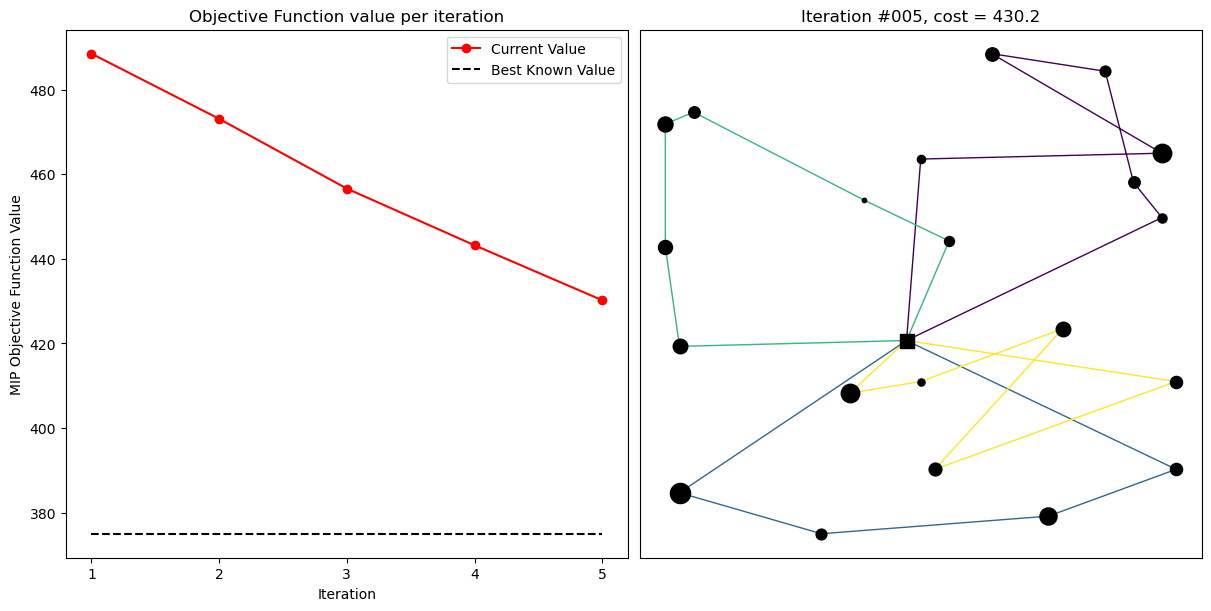 Objective Function value per iteration
Current Value
Best Known Value
MIP Objective Function Value
480
460
440
420
400
380
1 2 3 4 5
Iteration
Iteration #005, cost = 430.2